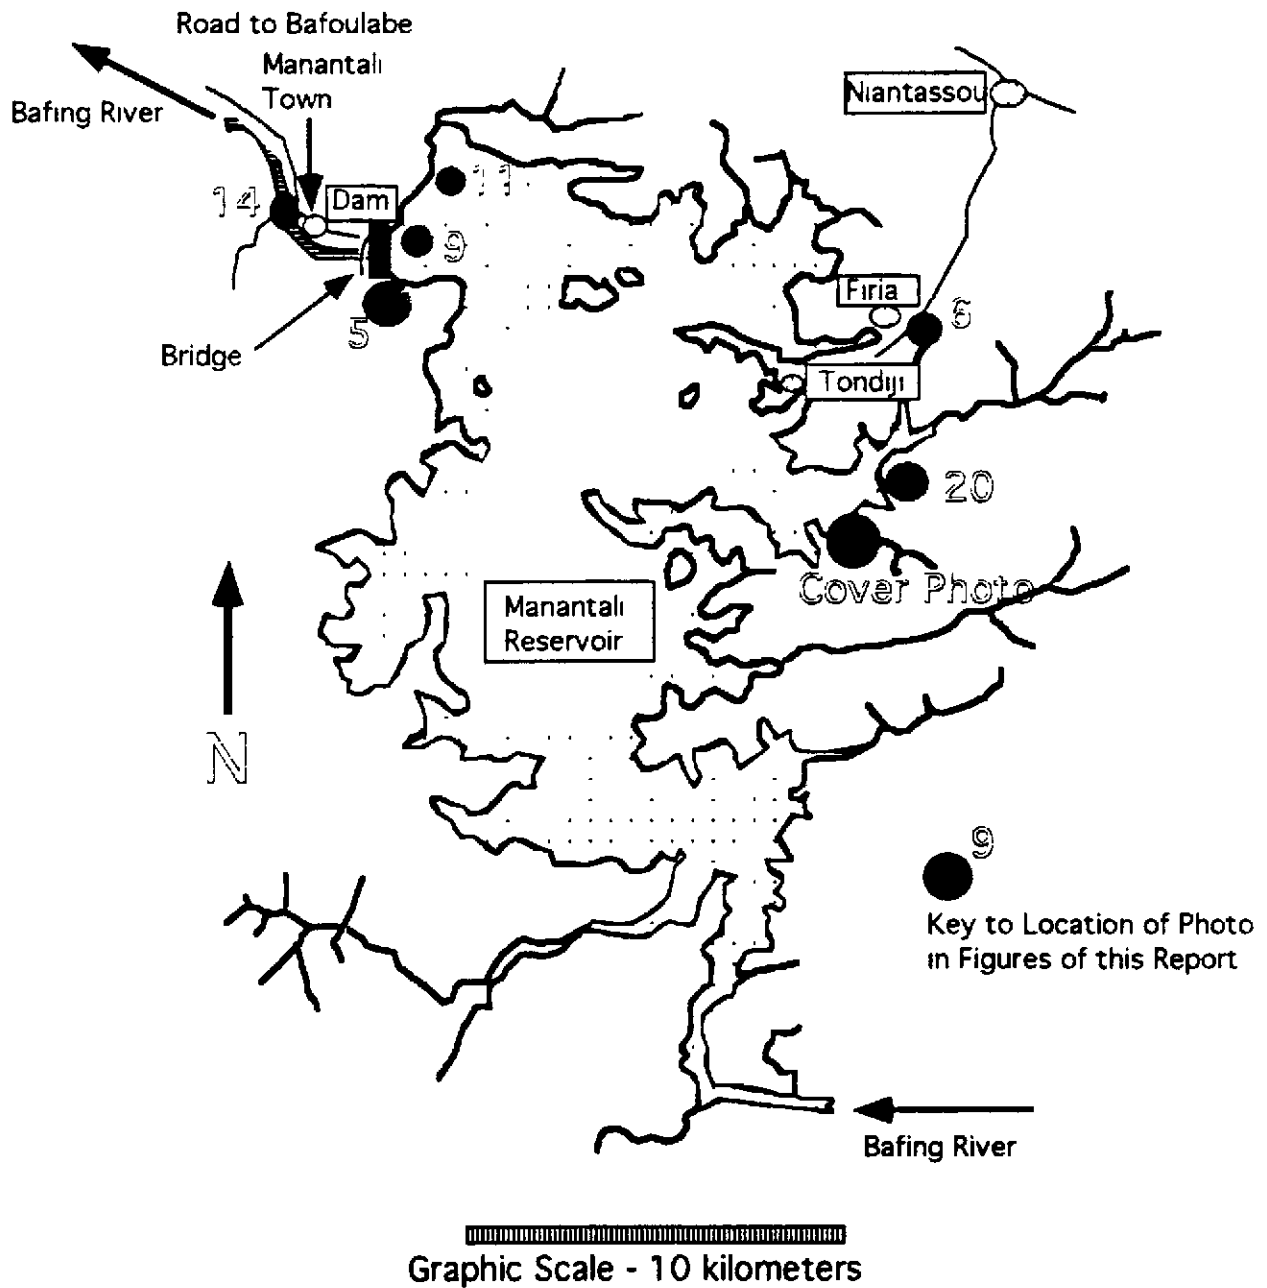 Road to Bafoulabe
Manantali
Town
Bafing River
Niantassou
11
14
Dam
9
Firia
6
5
Bridge
Tondiji
20
Cover Photo
Manantali
Reservoir
N
9
Key to Location of Photo
in Figures of this Report
Bafing River
Graphic Scale - 10 kilometers